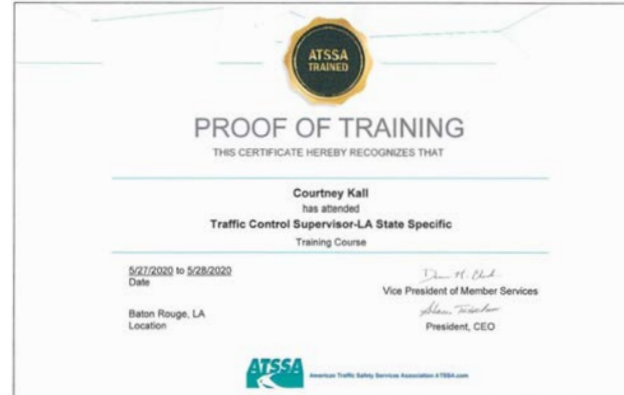 ATSSA
TRAINED
PROOF OF TRAINING
THIS CERTIFICATE HEREBY RECOGNIZES THAT
Courtney Kall
has attended
Traffic Control Supervisor-LA State Specific
Training Course
5/27/2020 to 5/28/2020
Date
Vice President of Member Services
Baton Rouge, LA
Location
President, CEO
ATSSA
American Traffic Safety Services Association ATSSA.com